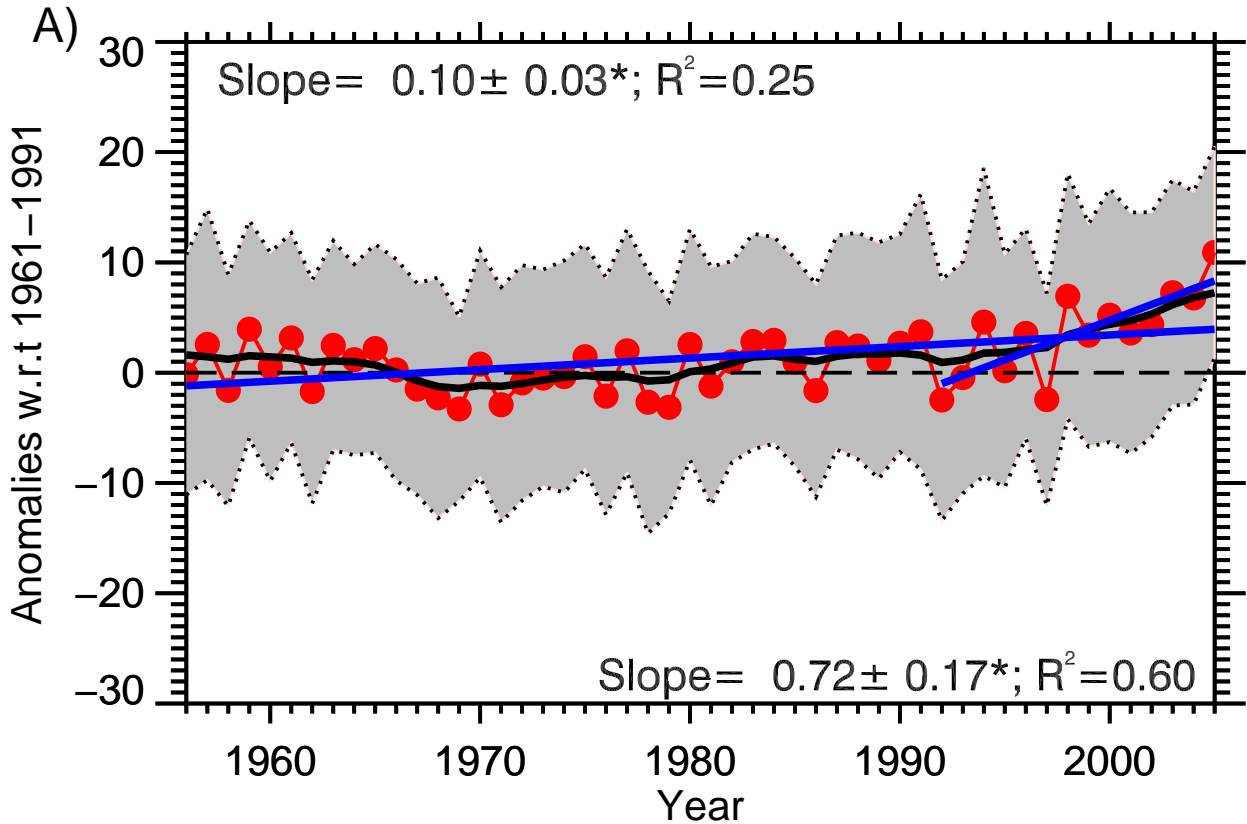 A)
30
Slope= 0.10± 0.03*; R²=0.25
20
10
0
−10
−20
−30
Anomalies w.r.t 1961−1991
Slope= 0.72± 0.17*; R²=0.60
1960 1970 1980 1990 2000
Year